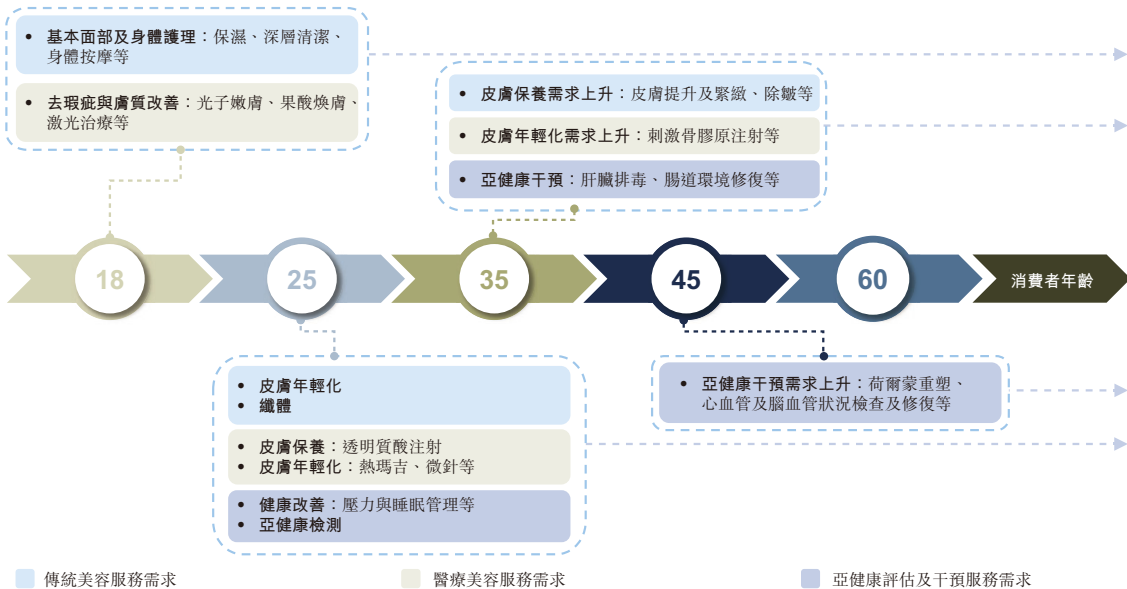 • 基本面部及身體護理：保濕、深層清潔、
身體按摩等
• 去瑕疵與膚質改善：光子嫩膚、果酸煥膚、
激光治療等
• 皮膚保養需求上升：皮膚提升及緊緻、除皺等
• 皮膚年輕化需求上升：刺激骨膠原注射等
• 亞健康干預：肝臟排毒、腸道環境修復等
18
25
35
45
60
消費者年齡
• 皮膚年輕化
• 纖體
• 皮膚保養：透明質酸注射
• 皮膚年輕化：熱瑪吉、微針等
• 健康改善：壓力與睡眠管理等
• 亞健康檢測
• 亞健康干預需求上升：荷爾蒙重塑、
心血管及腦血管狀況檢查及修復等
傳統美容服務需求
醫療美容服務需求
亞健康評估及干預服務需求